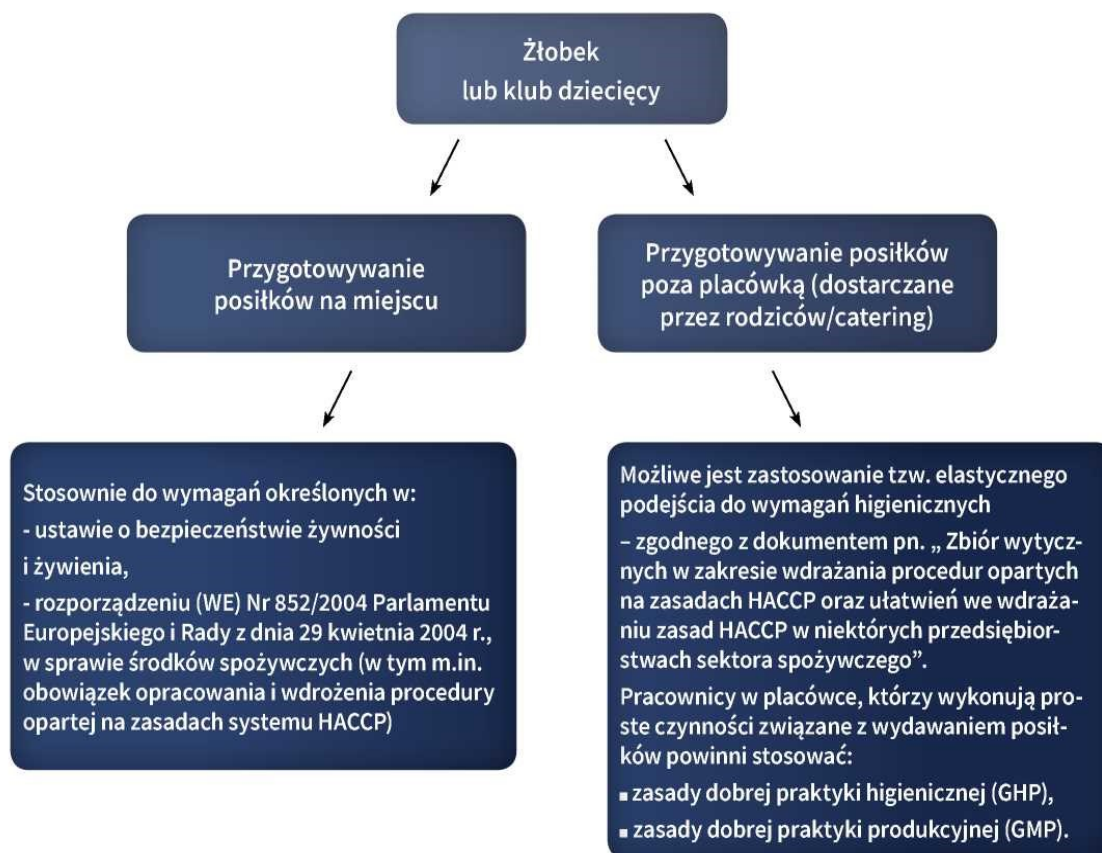 Żłobek
lub klub dziecięcy
Przygotowywanie
posiłków na miejscu
Przygotowywanie posiłków
poza placówką (dostarczane
przez rodziców/catering)
Stosownie do wymagań określonych w:
- ustawie o bezpieczeństwie żywności
i żywienia,
- rozporządzeniu (WE) Nr 852/2004 Parlamentu
Europejskiego i Rady z dnia 29 kwietnia 2004 r.,
w sprawie środków spożywczych (w tym m.in.
obowiązek opracowania i wdrożenia procedury
opartej na zasadach systemu HACCP)
Możliwe jest zastosowanie tzw. elastycznego
podejścia do wymagań higienicznych
– zgodnego z dokumentem pn. „ Zbiór wytycz-
nych w zakresie wdrażania procedur opartych
na zasadach HACCP oraz ułatwień we wdraża-
niu zasad HACCP w niektórych przedsiębior-
stwach sektora spożywczego”.
Pracownicy w placówce, którzy wykonują pro-
ste czynności związane z wydawaniem posił-
ków powinni stosować:
▪ zasady dobrej praktyki higienicznej (GHP),
▪ zasady dobrej praktyki produkcyjnej (GMP).